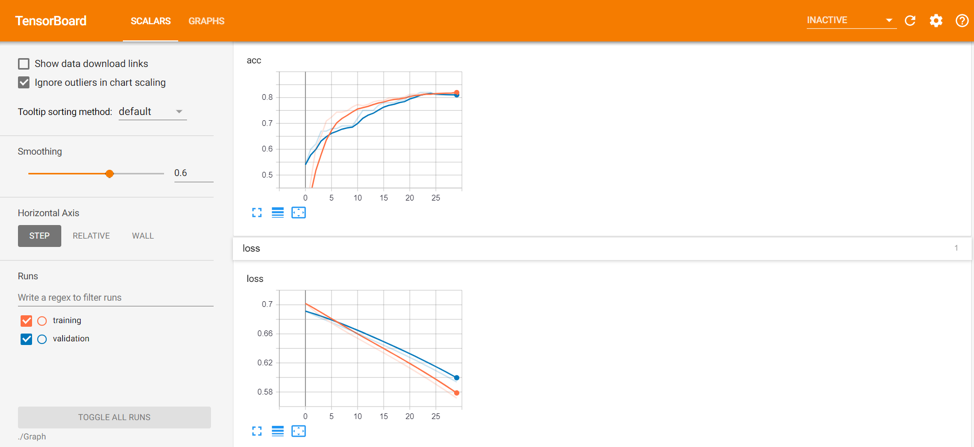 TensorBoard SCALARS GRAPHS INACTIVE
Show data download links
Ignore outliers in chart scaling
Tooltip sorting method: default
Smoothing
0.6
Horizontal Axis
STEP RELATIVE WALL
Runs
Write a regex to filter runs
training
validation
TOGGLE ALL RUNS
./Graph
acc
0.8
0.7
0.6
0.5
0 5 10 15 20 25
loss 1
loss
0.7
0.66
0.62
0.58
0 5 10 15 20 25